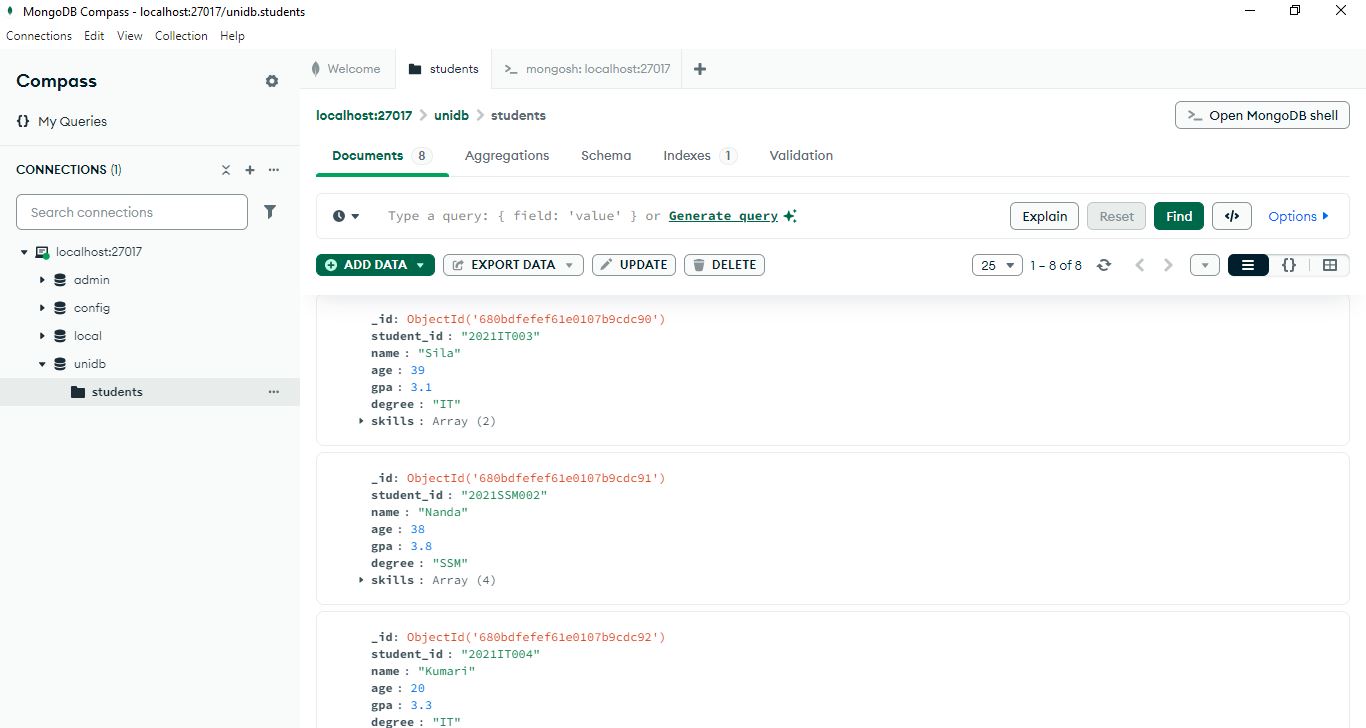 MongoDB Compass - localhost:27017/unidb.students
Connections Edit View Collection Help
Compass
{} My Queries
CONNECTIONS (1)
Search connections
localhost:27017
admin
config
local
unidb
students
Welcome
students
>_ mongosh: localhost:27017
localhost:27017 > unidb > students
>_ Open MongoDB shell
Documents 8 Aggregations Schema Indexes 1 Validation
Type a query: { field: 'value' } or Generate query
Explain Reset Find </> Options
ADD DATA EXPORT DATA UPDATE DELETE
25 1 – 8 of 8 {}
_id: ObjectId('680bdfefef61e0107b9cdc90')
student_id : "2021IT003"
name : "Sila"
age : 39
gpa : 3.1
degree : "IT"
skills : Array (2)
_id: ObjectId('680bdfefef61e0107b9cdc91')
student_id : "2021SSM002"
name : "Nanda"
age : 38
gpa : 3.8
degree : "SSM"
skills : Array (4)
_id: ObjectId('680bdfefef61e0107b9cdc92')
student_id : "2021IT004"
name : "Kumari"
age : 20
gpa : 3.3
degree : "IT"